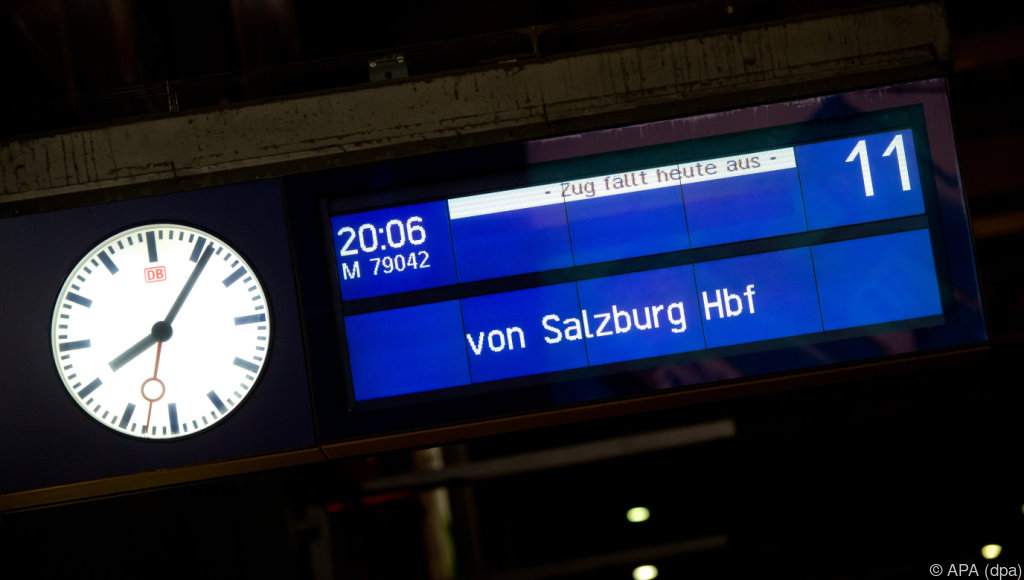 DB
- Zug fällt heute aus -
11
20:06
M 79042
von Salzburg Hbf
© APA (dpa)